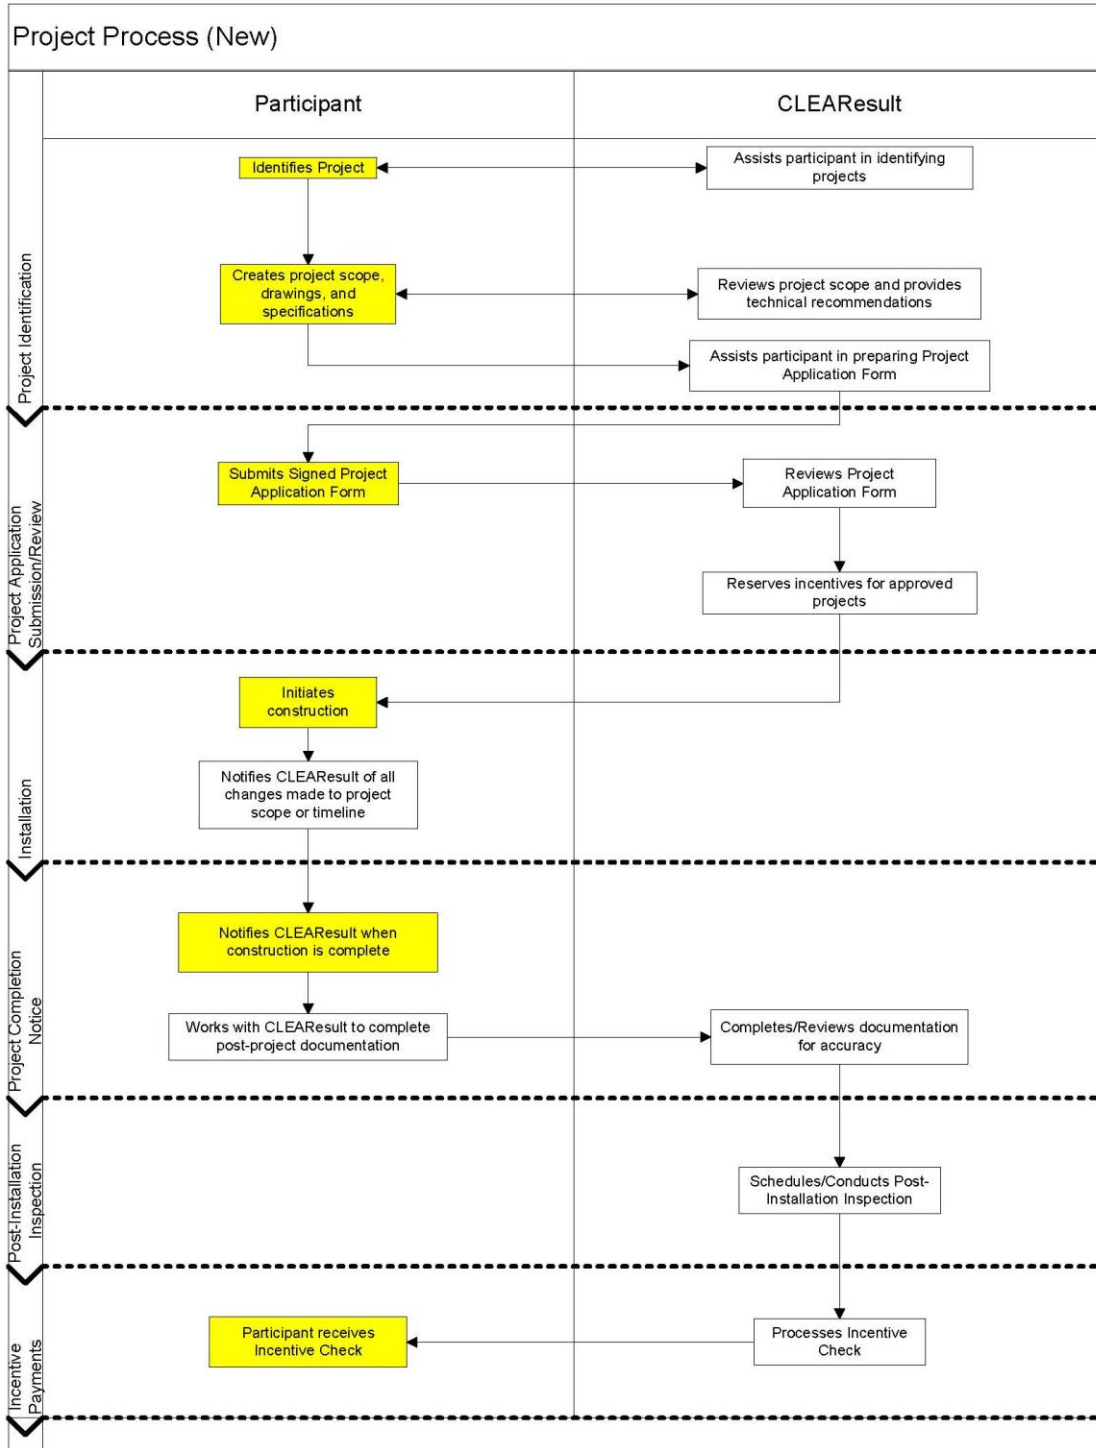 Project Process (New)
Participant
CLEAResult
Project Identification
Identifies Project
Assists participant in identifying
projects
Creates project scope,
drawings, and
specifications
Reviews project scope and provides
technical recommendations
Assists participant in preparing Project
Application Form
Project Application
Submission/Review
Submits Signed Project
Application Form
Reviews Project
Application Form
Reserves incentives for approved
projects
Installation
Initiates
construction
Notifies CLEAResult of all
changes made to project
scope or timeline
Project Completion
Notice
Notifies CLEAResult when
construction is complete
Works with CLEAResult to complete
post-project documentation
Completes/Reviews documentation
for accuracy
Post-Installation
Inspection
Schedules/Conducts Post-
Installation Inspection
Incentive
Payments
Participant receives
Incentive Check
Processes Incentive
Check